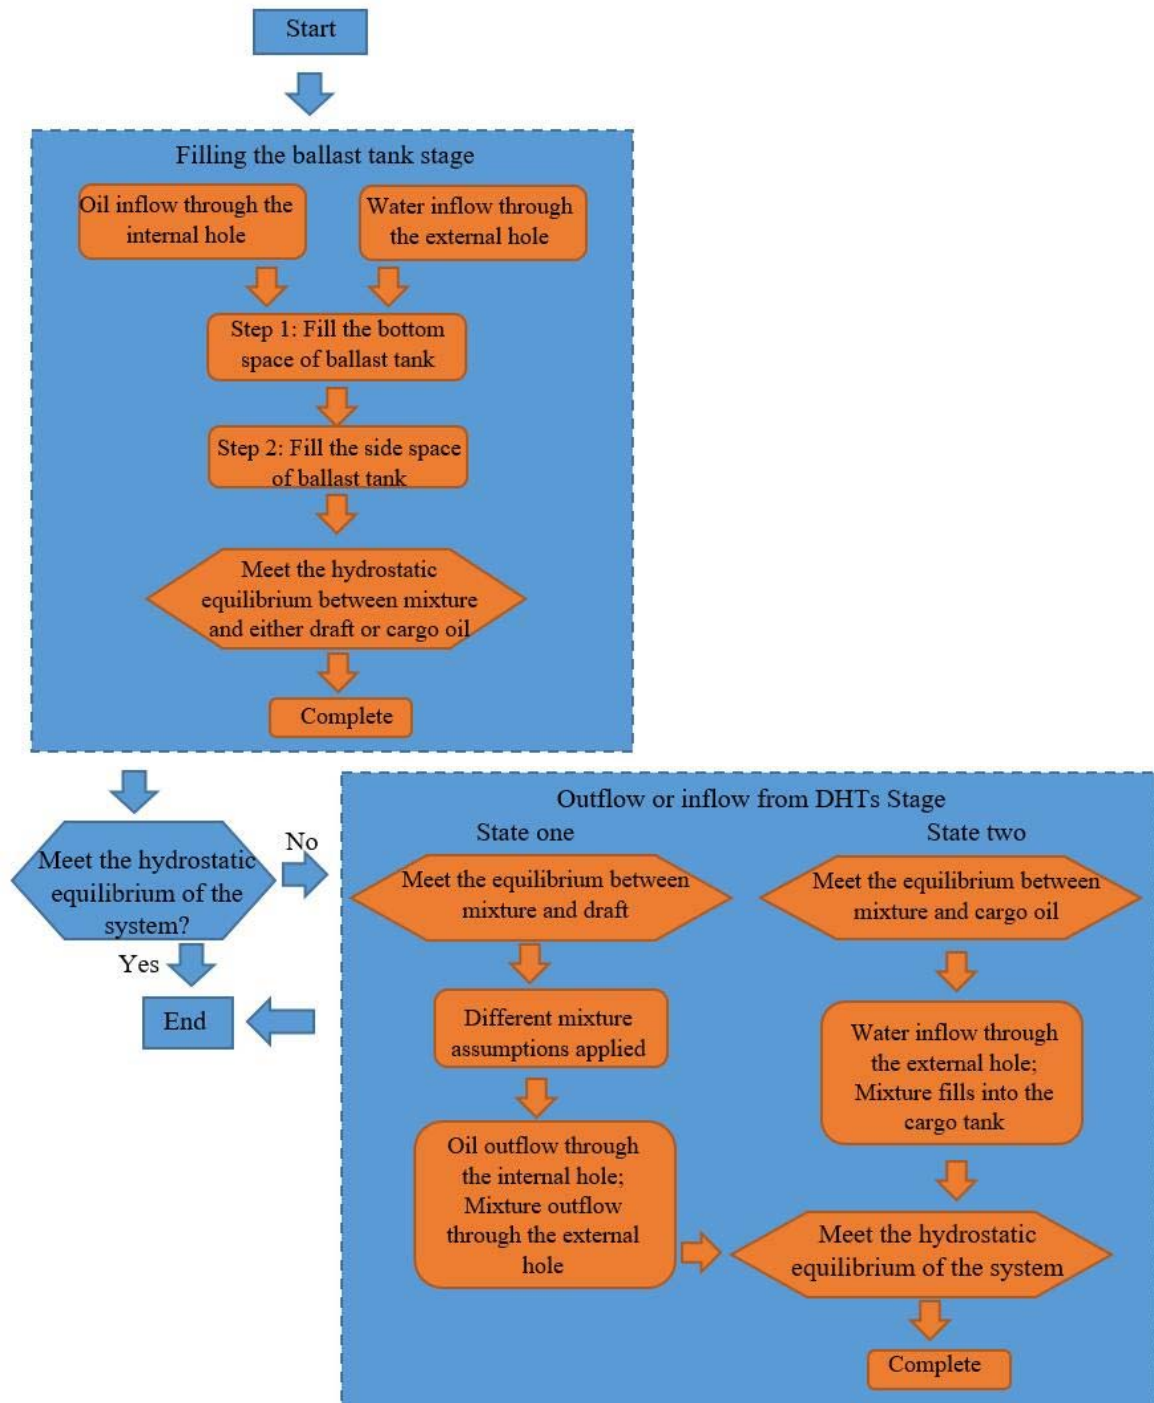 Start
Filling the ballast tank stage
Oil inflow through the
internal hole
Water inflow through
the external hole
Step 1: Fill the bottom
space of ballast tank
Step 2: Fill the side space
of ballast tank
Meet the hydrostatic
equilibrium between mixture
and either draft or cargo oil
Complete
Meet the hydrostatic
equilibrium of the
system?
No
Yes
End
Outflow or inflow from DHTs Stage
State one
State two
Meet the equilibrium between
mixture and draft
Meet the equilibrium between
mixture and cargo oil
Different mixture
assumptions applied
Water inflow through
the external hole;
Mixture fills into the
cargo tank
Oil outflow through
the internal hole;
Mixture outflow
through the external
hole
Meet the hydrostatic
equilibrium of the system
Complete